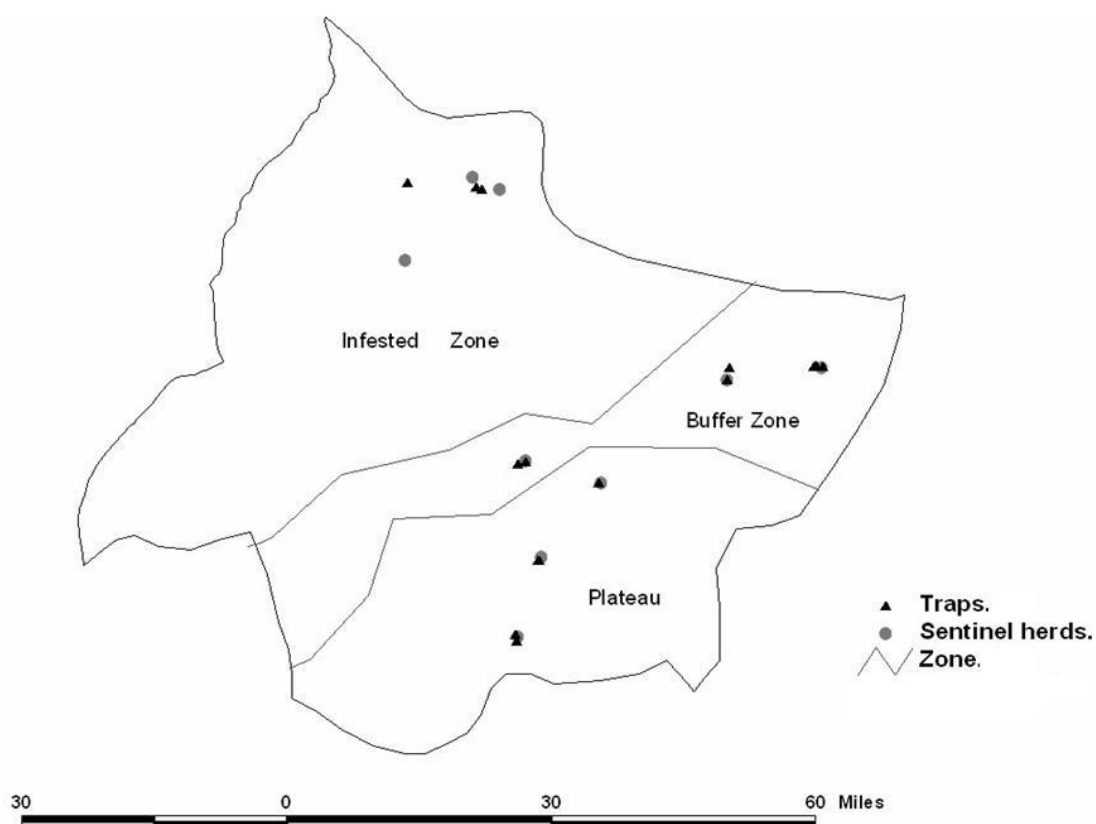 Infested Zone
Buffer Zone
Plateau
Traps.
Sentinel herds.
Zone.
30 0 30 60 Miles